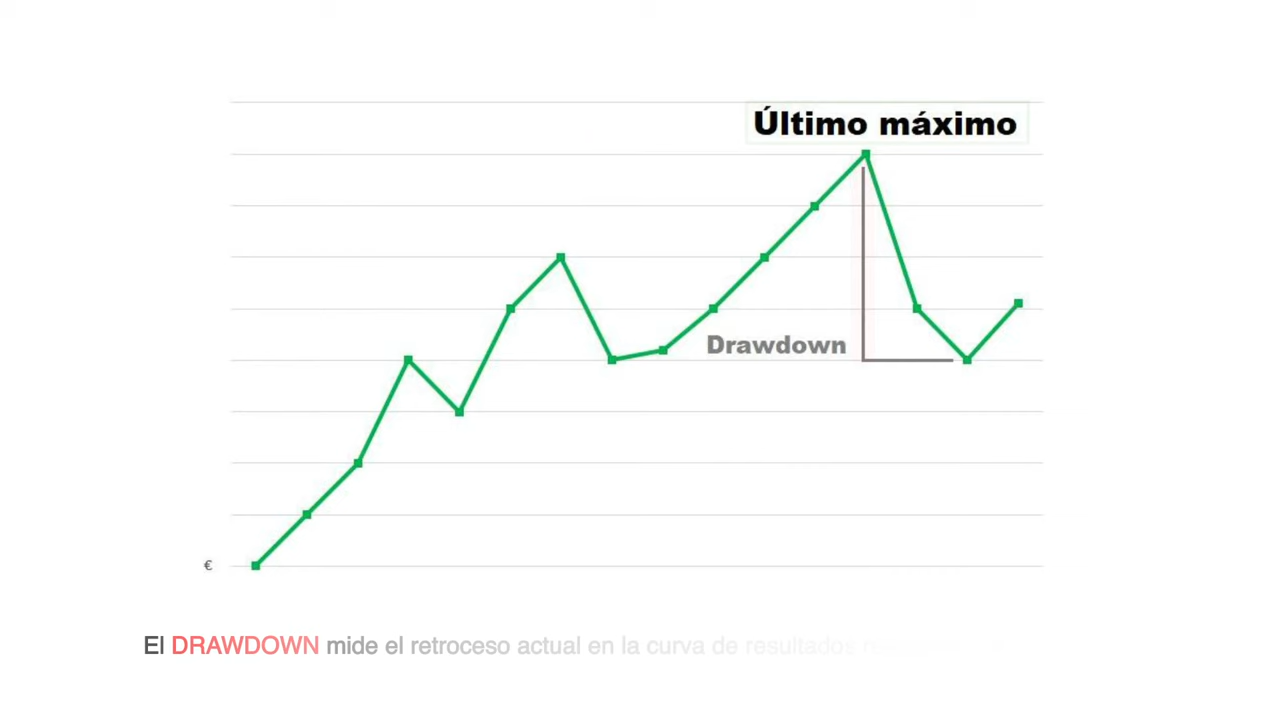 Último máximo
Drawdown
€
El DRAWDOWN mide el retroceso actual en la curva de resultados